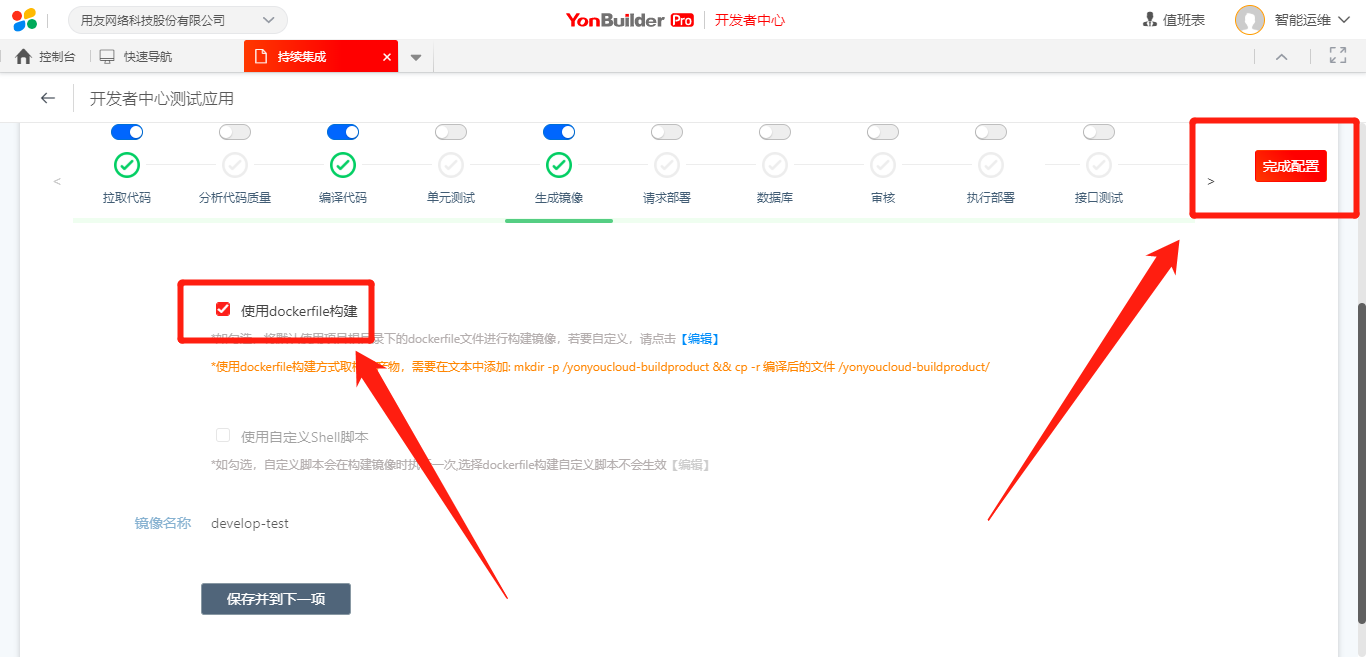 用友网络科技股份有限公司
YonBuilder Pro 开发者中心
值班表
智能运维
控制台 快速导航 持续集成 ×
开发者中心测试应用
拉取代码 分析代码质量 编译代码 单元测试 生成镜像 请求部署 数据库 审核 执行部署 接口测试
< >
完成配置
使用dockerfile构建
*如勾选,将默认使用项目根目录下的dockerfile文件进行构建镜像,若要自定义,请点击【编辑】
*使用dockerfile构建方式取 产物,需要在文本中添加: mkdir -p /yonyoucloud-buildproduct && cp -r 编译后的文件 /yonyoucloud-buildproduct/
使用自定义Shell脚本
*如勾选,自定义脚本会在构建镜像时执行一次,选择dockerfile构建自定义脚本不会生效【编辑】
镜像名称 develop-test
保存并到下一项